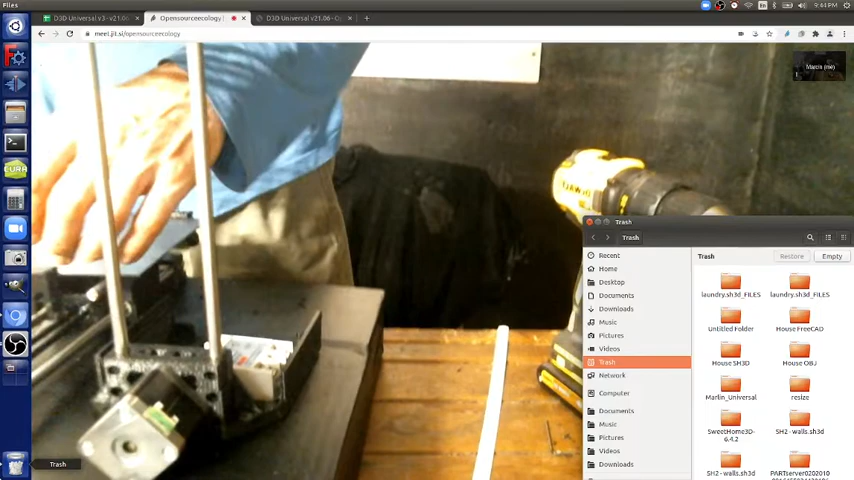 Files
9:44 PM
D3D Universal v3 - v21.06
Opensourceecology
D3D Universal v21.06 - O
meet.jit.si/opensourceecology
Marcin (me)
Trash
Trash
Recent
Home
Desktop
Documents
Downloads
Music
Pictures
Videos
Trash
Network
Computer
Documents
Music
Pictures
Videos
Downloads
Trash
Restore
Empty
laundry.sh3d_FILES
laundry.sh3d_FILES
Untitled Folder
House FreeCAD
House SH3D
House OBJ
Marlin_Universal
resize
SweetHome3D-
6.4.2
SH2 - walls.sh3d
SH2 - walls.sh3d
CURA
Trash